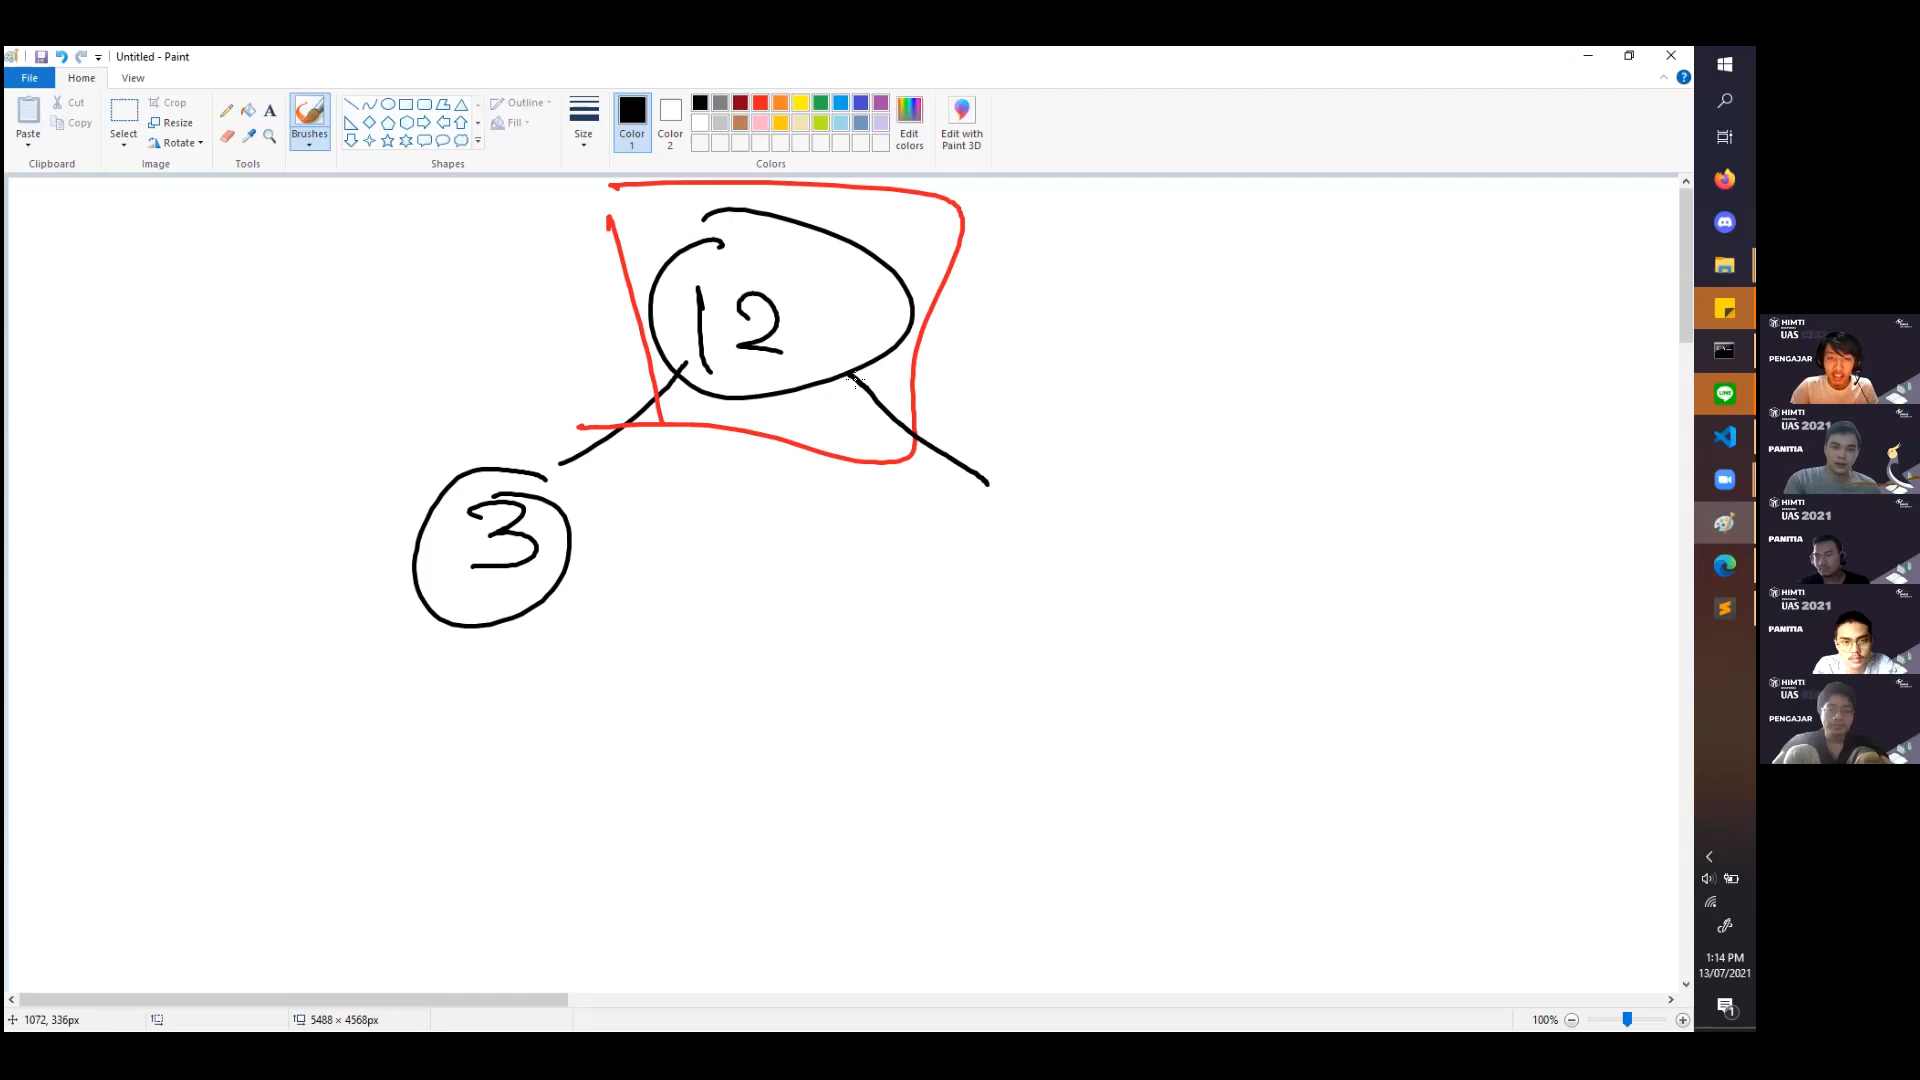 Untitled - Paint
File Home View
Paste
Cut
Copy
Clipboard
Select
Crop
Resize
Rotate
Image
Tools
Brushes
Outline
Fill
Shapes
Size
Color 1
Color 2
Edit colors
Colors
Edit with Paint 3D
12
3
HIMTI
UAS
PENGAJAR
HIMTI
UAS 2021
PANITIA
HIMTI
UAS 2021
PANITIA
HIMTI
UAS 2021
PANITIA
HIMTI
UAS
PENGAJAR
LINE
1:14 PM
13/07/2021
1
1072, 336px
5488 × 4568px
100%